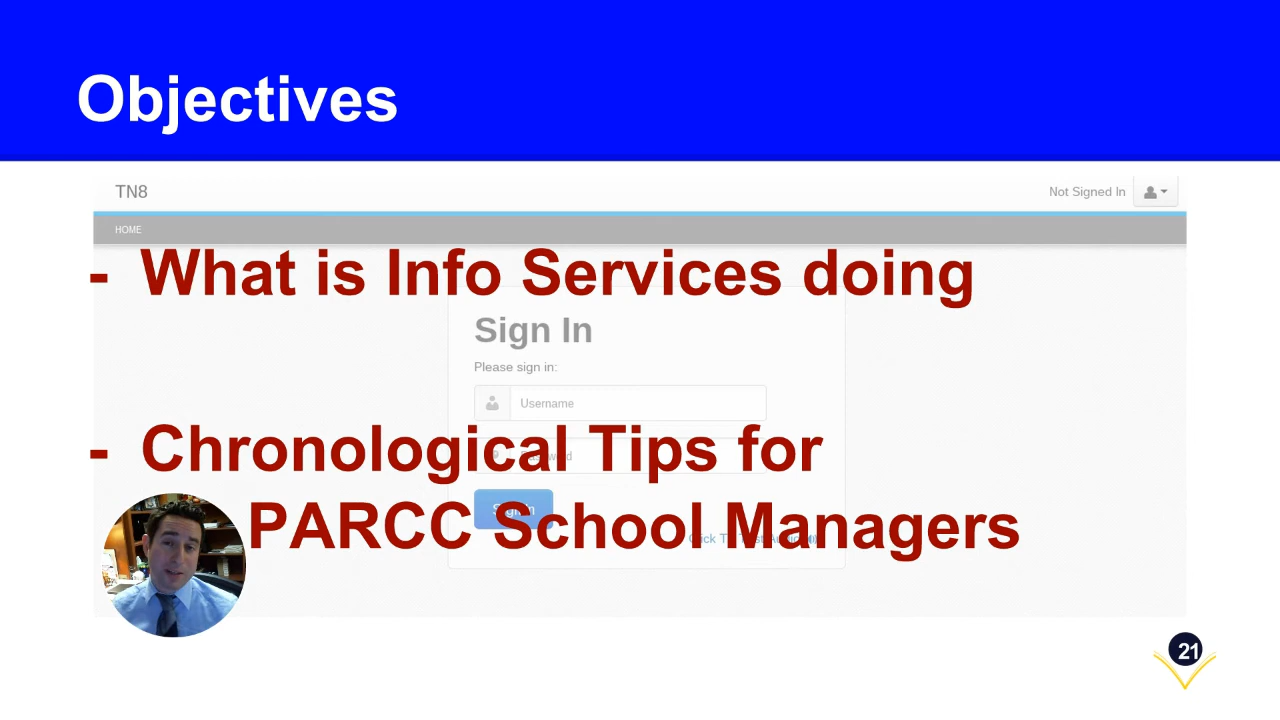 Objectives
TN8
Not Signed In
HOME
- What is Info Services doing
Sign In
Please sign in:
Username
- Chronological Tips for
PARCC School Managers
21